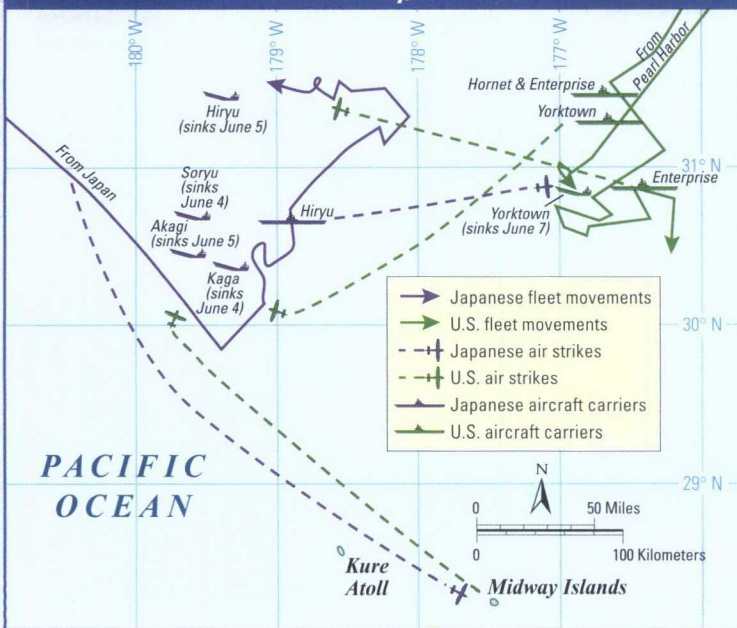 180° W
179° W
178° W
177° W
From
Pearl Harbor
Hornet & Enterprise
Yorktown
Hiryu
(sinks June 5)
31° N
From Japan
Soryu
(sinks
June 4)
Enterprise
Hiryu
Yorktown
(sinks June 7)
Akagi
(sinks June 5)
Kaga
(sinks
June 4)
30° N
Japanese fleet movements
U.S. fleet movements
Japanese air strikes
U.S. air strikes
Japanese aircraft carriers
U.S. aircraft carriers
PACIFIC
OCEAN
29° N
N
0 50 Miles
0 100 Kilometers
Kure
Atoll
Midway Islands